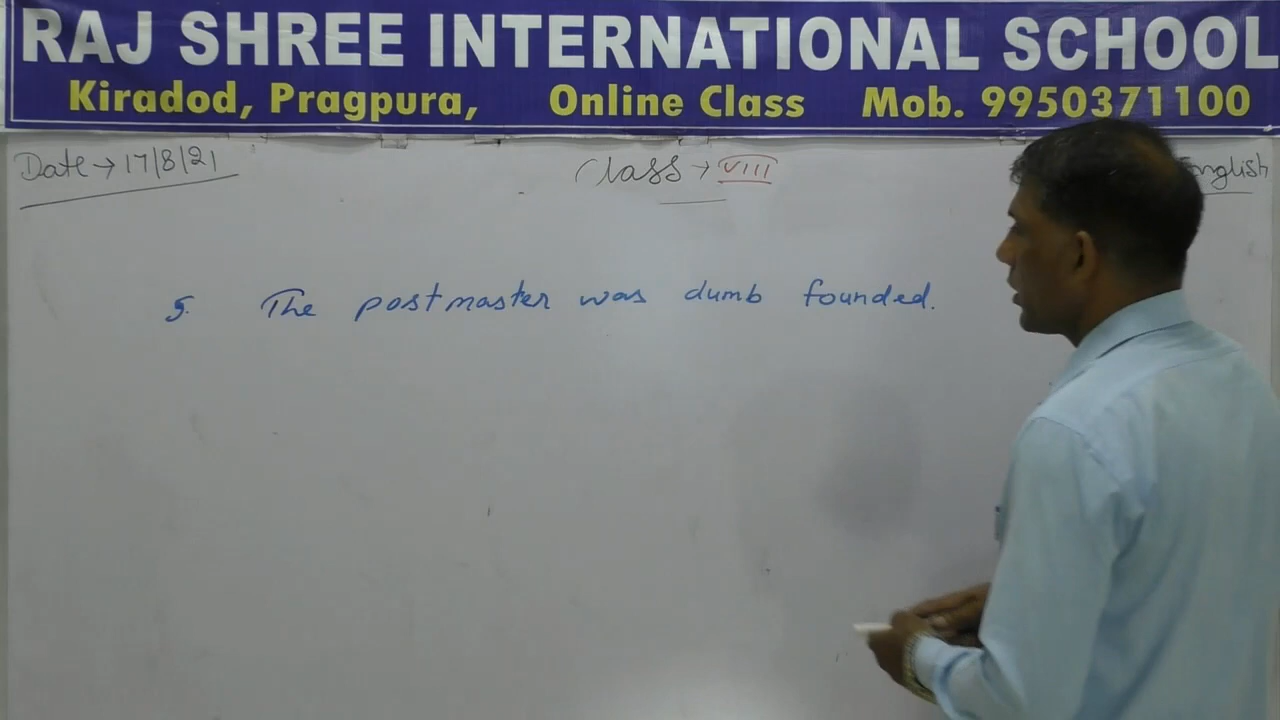 RAJ SHREE INTERNATIONAL SCHOOL
Kiradod, Pragpura, Online Class Mob. 9950371100
Date → 17/8/21 Class → VIII English
5. The postmaster was dumb founded.